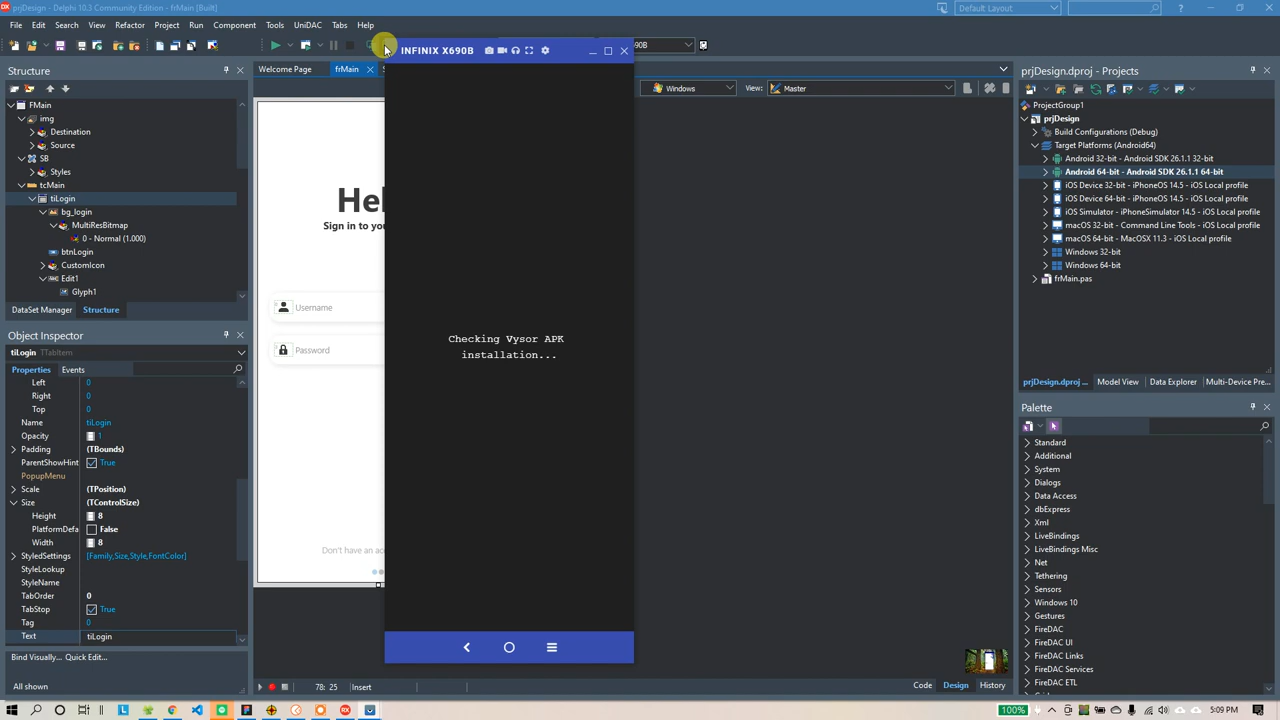 prjDesign - Delphi 10.3 Community Edition - frMain [Built]
Default Layout
File Edit Search View Refactor Project Run Component Tools UniDAC Tabs Help
INFINIX X690B
Structure
FMain
img
Destination
Source
SB
Styles
tcMain
tiLogin
bg_login
MultiResBitmap
0 - Normal (1.000)
btnLogin
CustomIcon
Edit1
Glyph1
DataSet Manager Structure
Object Inspector
tiLogin TTabItem
Properties Events
Left 0
Right 0
Top 0
Name tiLogin
Opacity 1
Padding (TBounds)
ParentShowHint True
PopupMenu
Scale (TPosition)
Size (TControlSize)
Height 8
PlatformDefa False
Width 8
StyledSettings [Family,Size,Style,FontColor]
StyleLookup
StyleName
TabOrder 0
TabStop True
Tag 0
Text tiLogin
Bind Visually... Quick Edit...
All shown
Welcome Page frMain
Hel
Sign in to you
Username
Password
Don't have an acc
Checking Vysor APK
installation...
Windows View: Master
78: 25 Insert
Code Design History
prjDesign.dproj - Projects
ProjectGroup1
prjDesign
Build Configurations (Debug)
Target Platforms (Android64)
Android 32-bit - Android SDK 26.1.1 32-bit
Android 64-bit - Android SDK 26.1.1 64-bit
iOS Device 32-bit - iPhoneOS 14.5 - iOS Local profile
iOS Device 64-bit - iPhoneOS 14.5 - iOS Local profile
iOS Simulator - iPhoneSimulator 14.5 - iOS Local profile
macOS 32-bit - Command Line Tools - iOS Local profile
macOS 64-bit - MacOSX 11.3 - iOS Local profile
Windows 32-bit
Windows 64-bit
frMain.pas
prjDesign.dproj ... Model View Data Explorer Multi-Device Pre...
Palette
Standard
Additional
System
Dialogs
Data Access
dbExpress
Xml
LiveBindings
LiveBindings Misc
Net
Tethering
Sensors
Windows 10
Gestures
FireDAC
FireDAC UI
FireDAC Links
FireDAC Services
FireDAC ETL
100% 5:09 PM